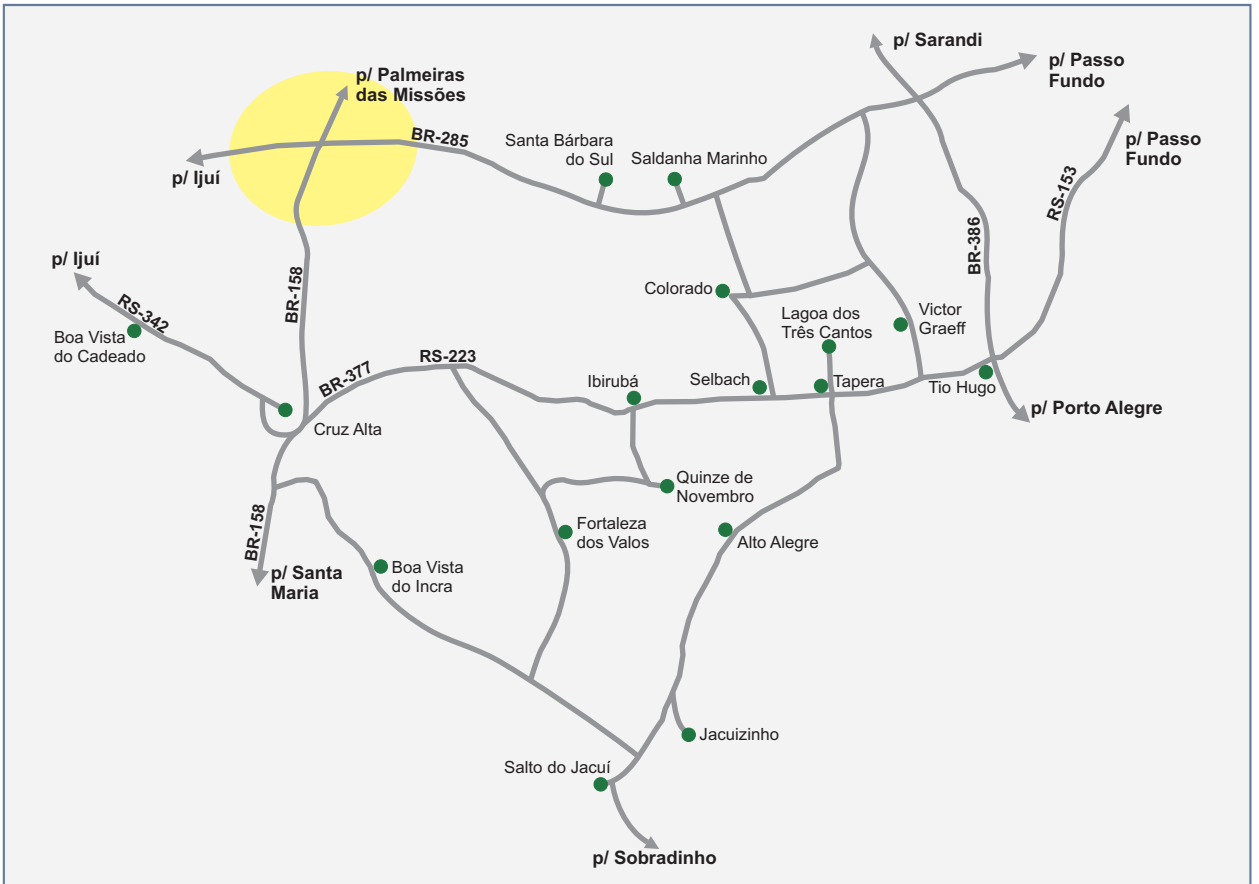 p/ Sarandi
p/ Passo
Fundo
p/ Palmeiras
das Missões
BR-285
Santa Bárbara
do Sul
Saldanha Marinho
p/ Passo
Fundo
p/ Ijuí
RS-153
BR-386
p/ Ijuí
BR-158
RS-342
Boa Vista
do Cadeado
Colorado
Lagoa dos
Três Cantos
Victor
Graeff
BR-377
RS-223
Ibirubá
Selbach
Tapera
Tio Hugo
p/ Porto Alegre
Cruz Alta
Quinze de
Novembro
BR-158
Fortaleza
dos Valos
Alto Alegre
p/ Santa
Maria
Boa Vista
do Incra
Jacuizinho
Salto do Jacuí
p/ Sobradinho